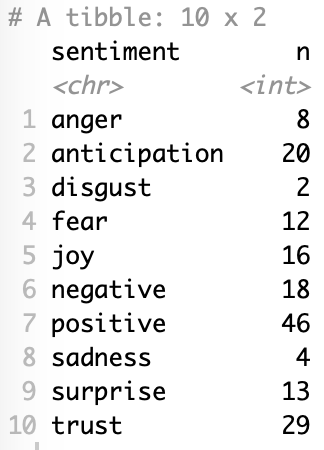 # A tibble: 10 x 2
sentiment n
<chr> <int>
1 anger 8
2 anticipation 20
3 disgust 2
4 fear 12
5 joy 16
6 negative 18
7 positive 46
8 sadness 4
9 surprise 13
10 trust 29